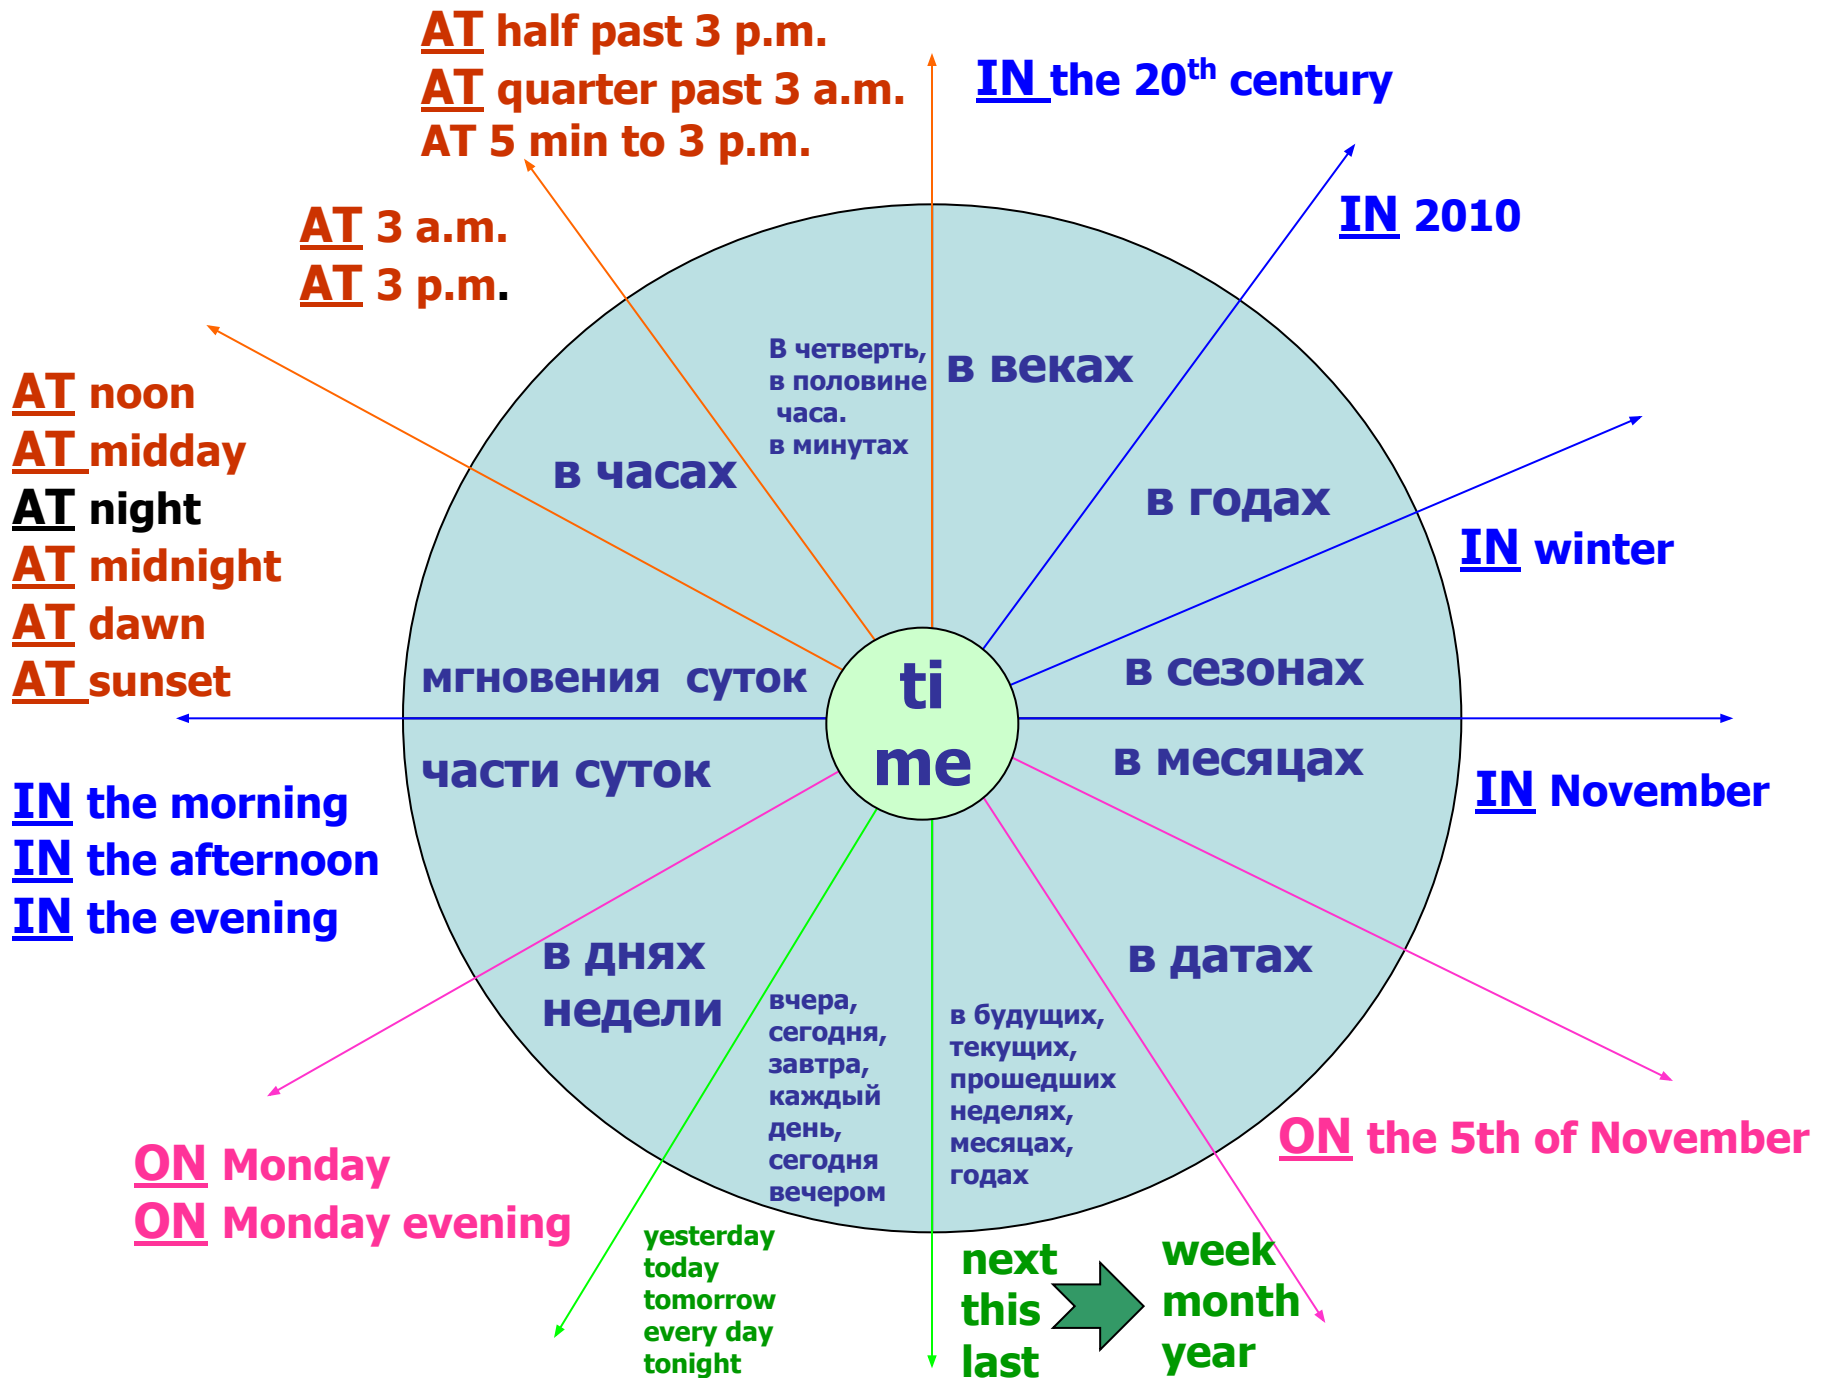 AT half past 3 p.m.
AT quarter past 3 a.m.
AT 5 min to 3 p.m.
IN the 20th century
AT 3 a.m.
AT 3 p.m.
IN 2010
AT noon
AT midday
AT night
AT midnight
AT dawn
AT sunset
В четверть,
в половине
часа.
в минутах
в веках
в часах
в годах
IN winter
мгновения суток
в сезонах
ti
me
части суток
в месяцах
IN the morning
IN the afternoon
IN the evening
IN November
в днях
недели
в датах
вчера,
сегодня,
завтра,
каждый
день,
сегодня
вечером
в будущих,
текущих,
прошедших
неделях,
месяцах,
годах
ON Monday
ON Monday evening
ON the 5th of November
yesterday
today
tomorrow
every day
tonight
next
this
last
week
month
year